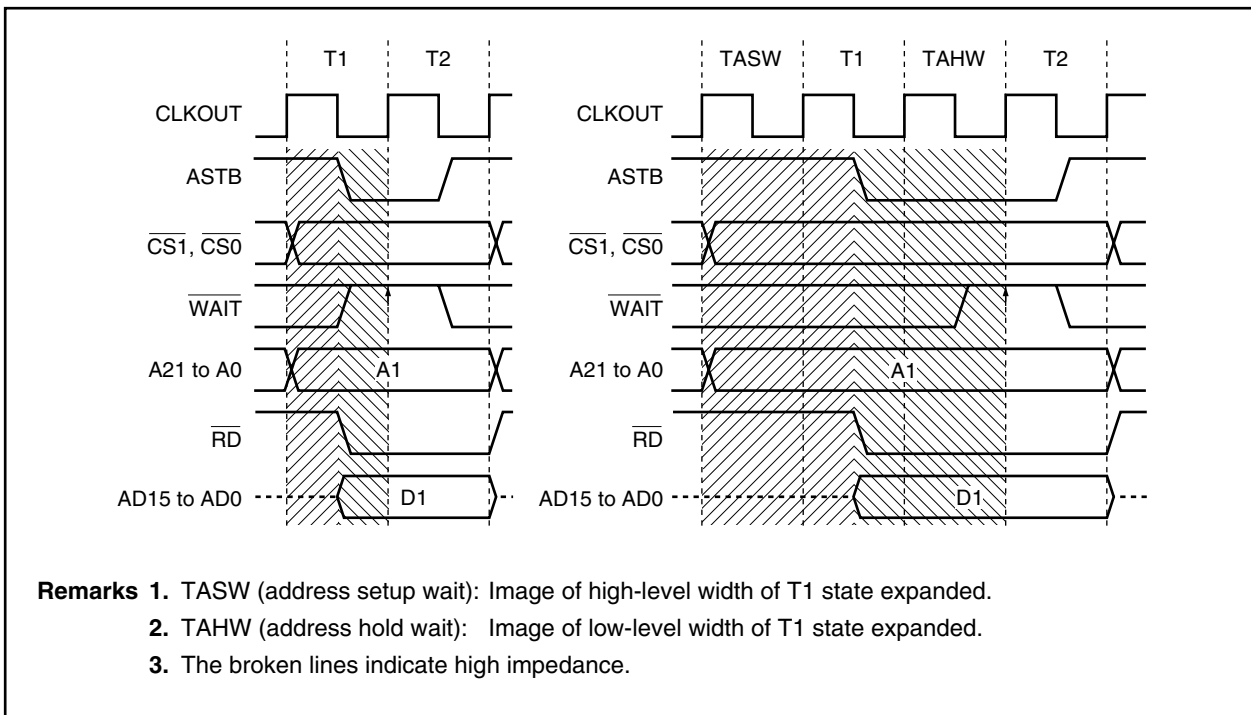 T1 T2 TASW T1 TAHW T2
CLKOUT CLKOUT
ASTB ASTB
CS1, CS0 CS1, CS0
WAIT WAIT
A21 to A0 A1 A21 to A0 A1
RD RD
AD15 to AD0 D1 AD15 to AD0 D1
Remarks 1. TASW (address setup wait): Image of high-level width of T1 state expanded.
2. TAHW (address hold wait): Image of low-level width of T1 state expanded.
3. The broken lines indicate high impedance.